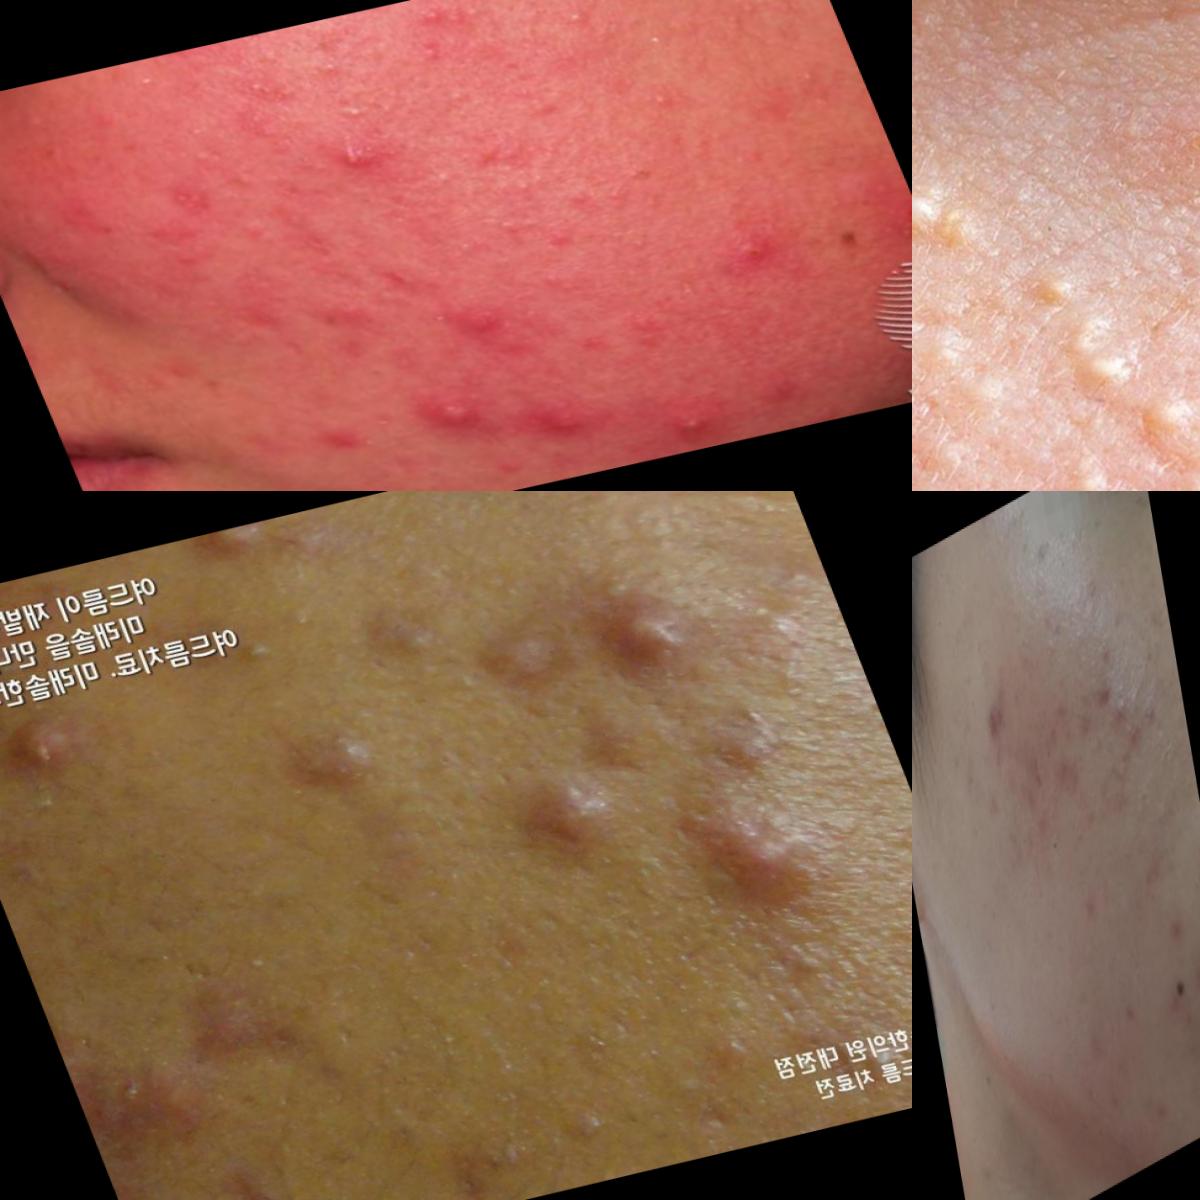 여드름이 재발
미래솔을 만나
여드름치료. 미래솔한
한의원 대전점
드름 치료전